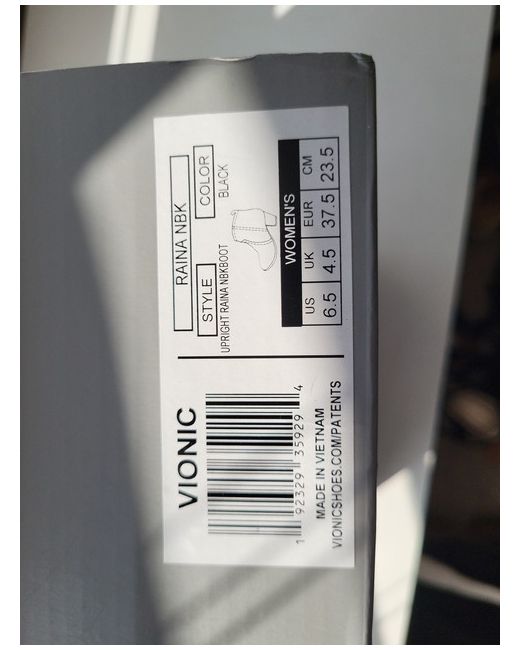 VIONIC
1 92329 35929 4
MADE IN VIETNAM
VIONICSHOES.COM/PATENTS
RAINA NBK
STYLE
COLOR
UPRIGHT RAINA NBKBOOT
BLACK
WOMEN'S
US UK EUR CM
6.5 4.5 37.5 23.5